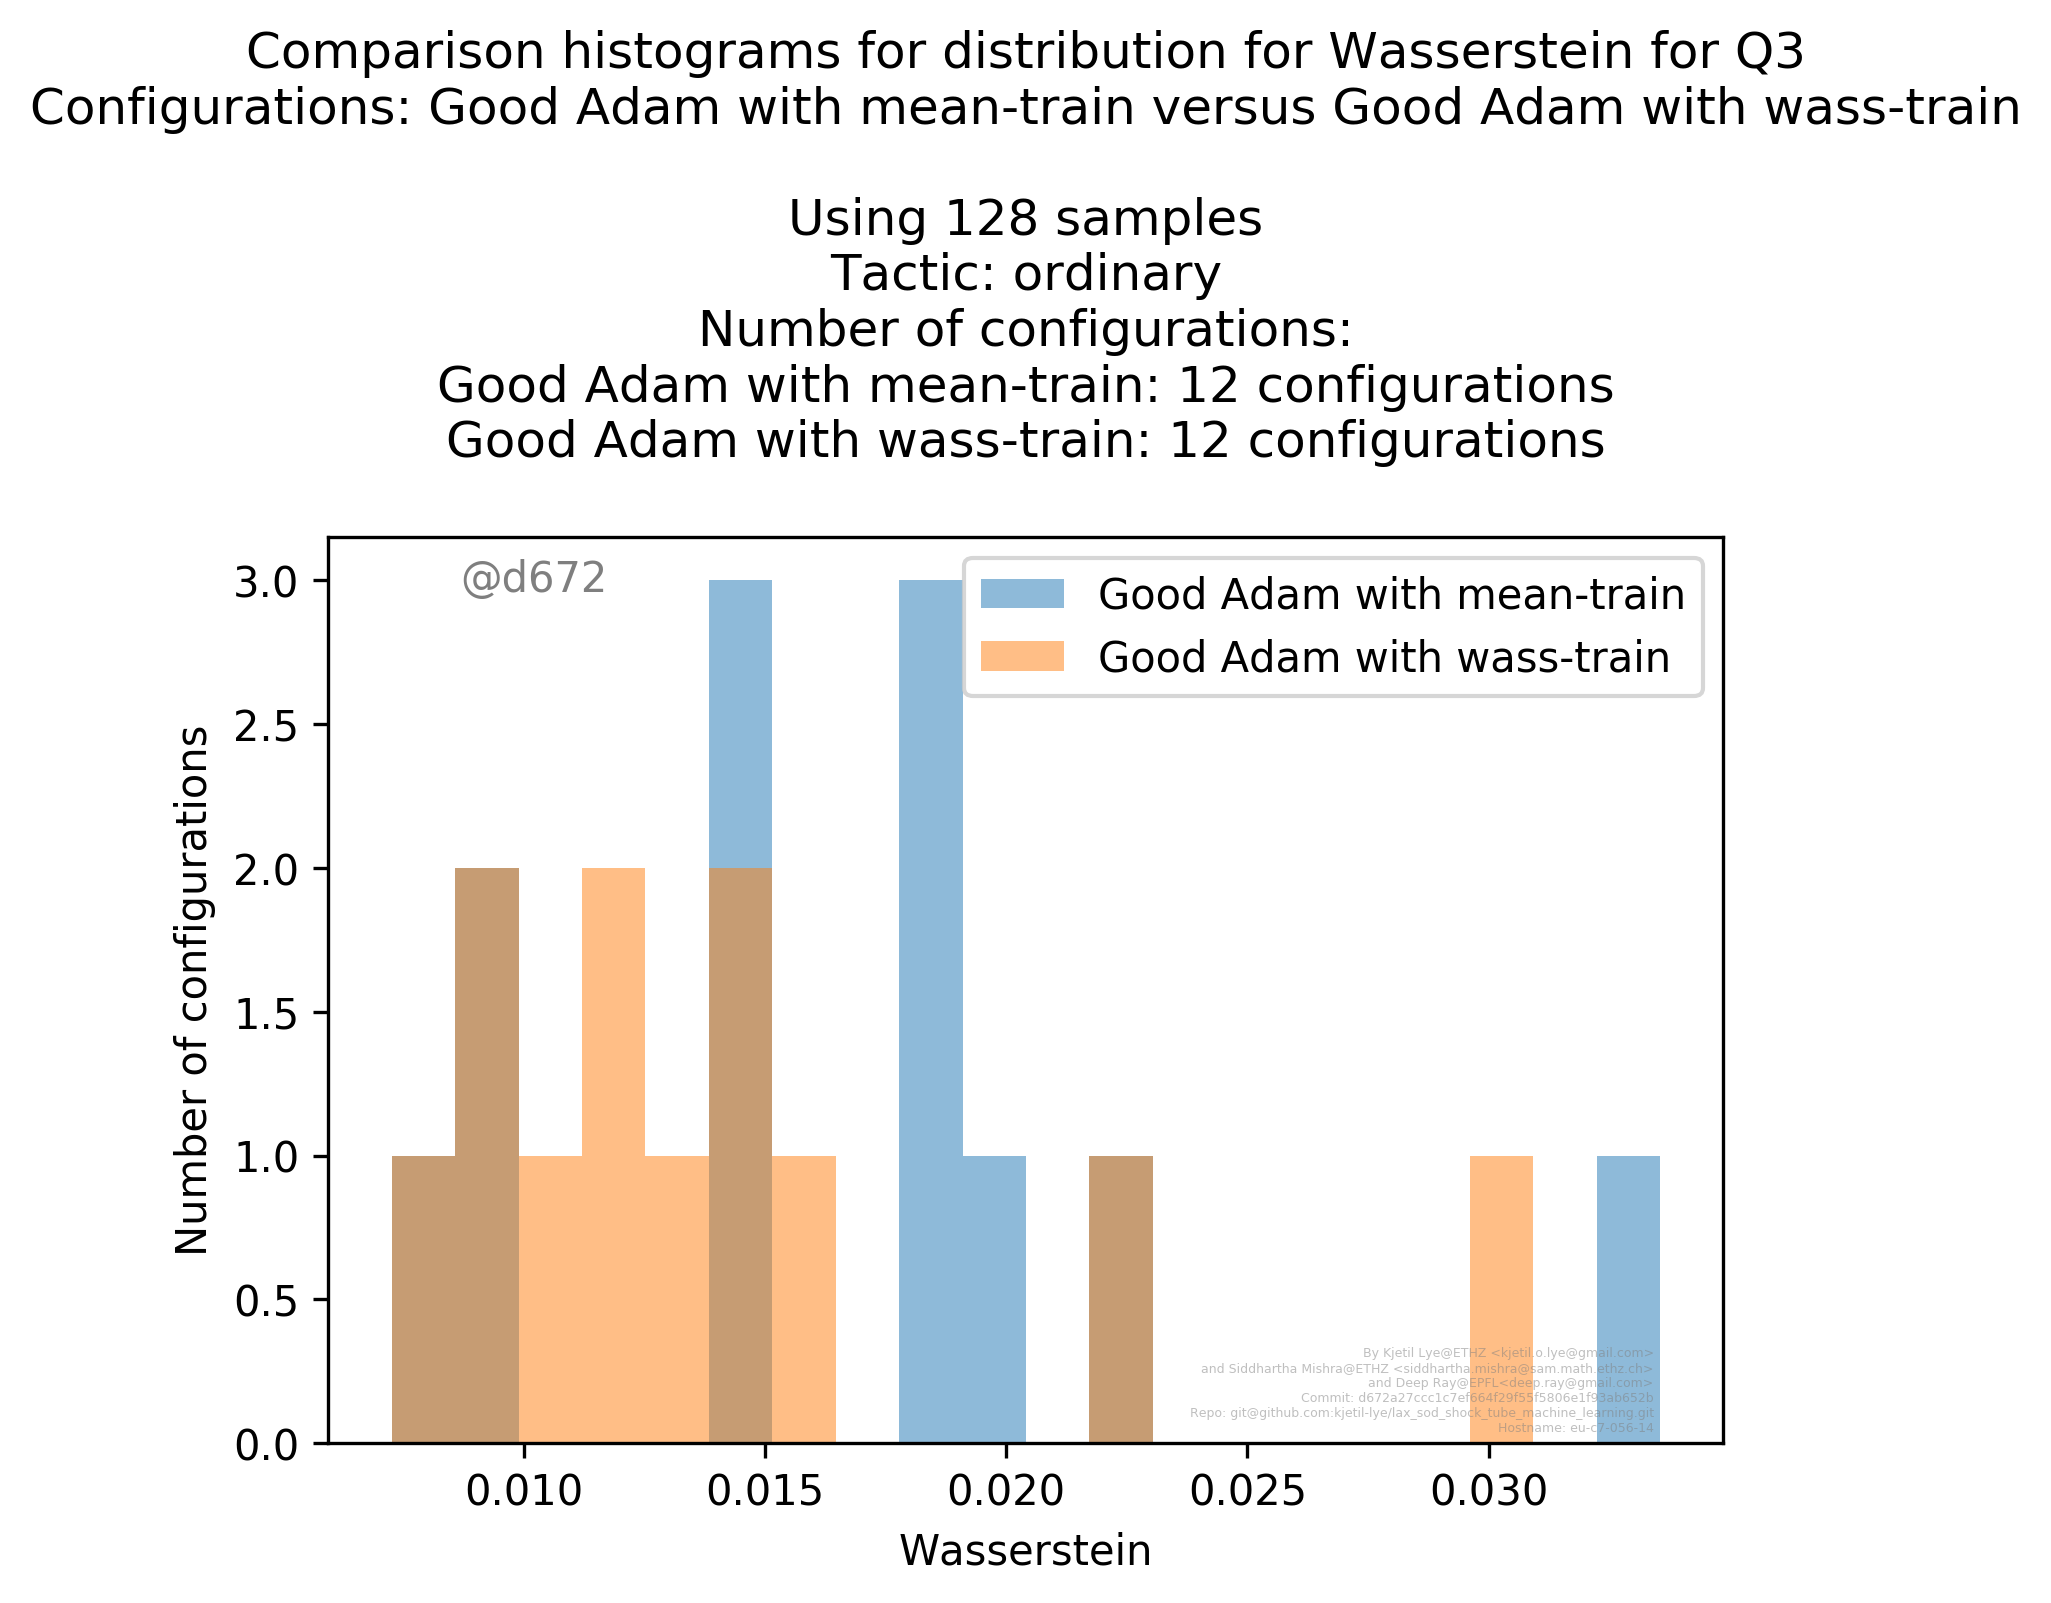 Comparison histograms for distribution for Wasserstein for Q3
Configurations: Good Adam with mean-train versus Good Adam with wass-train
Using 128 samples
Tactic: ordinary
Number of configurations:
Good Adam with mean-train: 12 configurations
Good Adam with wass-train: 12 configurations
@d672
Good Adam with mean-train
Good Adam with wass-train
3.0
2.5
2.0
1.5
1.0
0.5
0.0
Number of configurations
By Kjetil Lye@ETHZ <kjetil.o.lye@gmail.com>
and Siddhartha Mishra@ETHZ <siddhartha.mishra@sam.math.ethz.ch>
and Deep Ray@EPFL<deep.ray@gmail.com>
Commit: d672a27ccc1c7ef664f29f55f5806e1f93ab652b
Repo: git@github.com:kjetil-lye/lax_sod_shock_tube_machine_learning.git
Hostname: eu-c7-056-14
0.010 0.015 0.020 0.025 0.030
Wasserstein